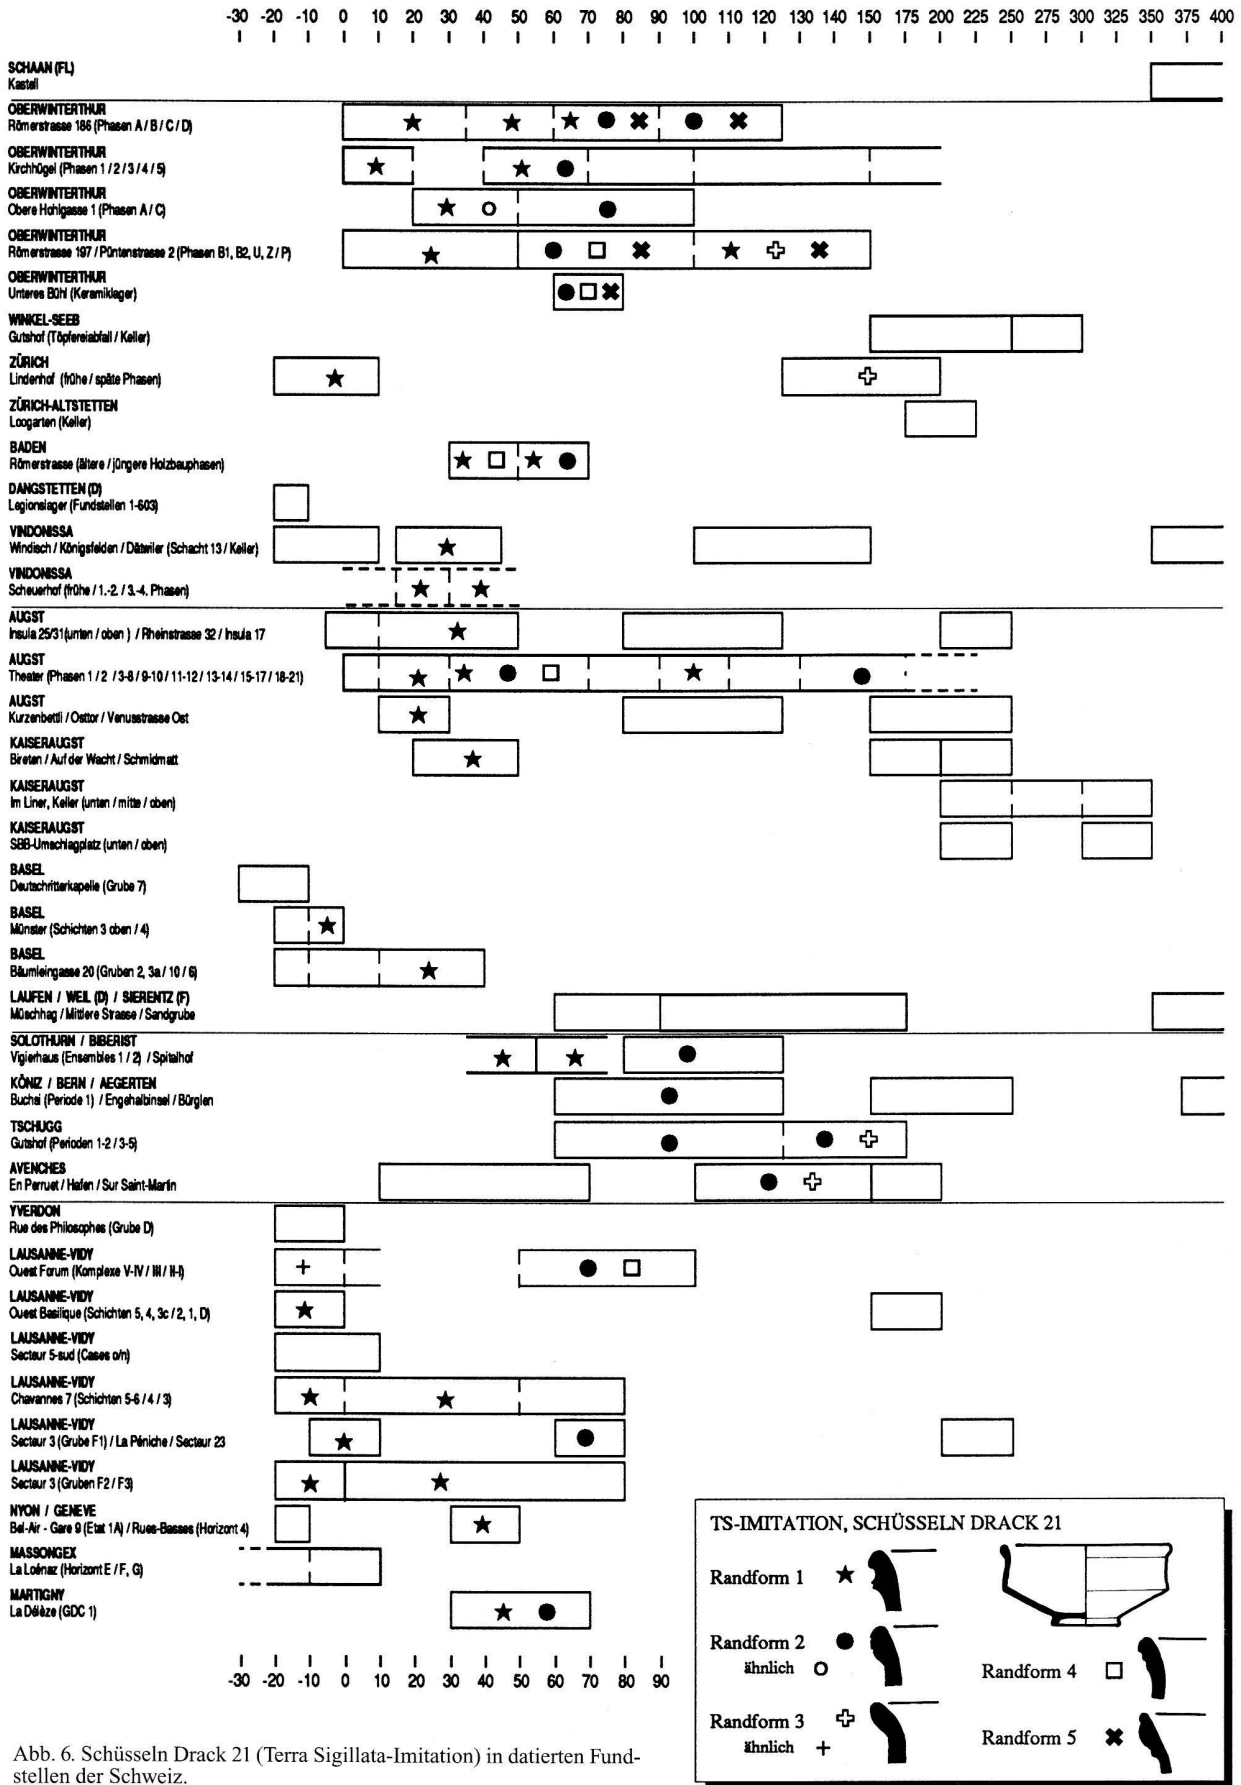 -30 -20 -10 0 10 20 30 40 50 60 70 80 90 100 110 120 130 140 150 175 200 225 250 275 300 325 350 375 400
SCHAAN (FL)
Kastell
OBERWINTERTHUR
Römerstrasse 186 (Phasen A / B / C / D)
OBERWINTERTHUR
Kirchhügel (Phasen 1 / 2 / 3 / 4 / 5)
OBERWINTERTHUR
Obere Hohlgasse 1 (Phasen A / C)
OBERWINTERTHUR
Römerstrasse 197 / Püntenstrasse 2 (Phasen B1, B2, U, Z / P)
OBERWINTERTHUR
Unteres Bühl (Keramiklager)
WINKEL-SEEB
Gutshof (Töpfereiabfall / Keller)
ZÜRICH
Lindenhof (frühe / späte Phasen)
ZÜRICH-ALTSTETTEN
Loogarten (Keller)
BADEN
Römerstrasse (ältere / jüngere Holzbauphasen)
DANGSTETTEN (D)
Legionslager (Fundstellen 1-603)
VINDONISSA
Windisch / Königsfelden / Dätwiler (Schacht 13 / Keller)
VINDONISSA
Scheuerhof (frühe / 1.-2. / 3.-4. Phasen)
AUGST
Insula 25/31(unten / oben ) / Rheinstrasse 32 / Insula 17
AUGST
Theater (Phasen 1 / 2 / 3-8 / 9-10 / 11-12 / 13-14 / 15-17 / 18-21)
AUGST
Kurzenbettli / Osttor / Venusstrasse Ost
KAISERAUGST
Bireten / Auf der Wacht / Schmidmatt
KAISERAUGST
Im Liner, Keller (unten / mitte / oben)
KAISERAUGST
SBB-Umschlagplatz (unten / oben)
BASEL
Deutschritterkapelle (Grube 7)
BASEL
Münster (Schichten 3 oben / 4)
BASEL
Bäumleingasse 20 (Gruben 2, 3a / 10 / 6)
LAUFEN / WEIL (D) / SIERENTZ (F)
Müschhag / Mittlere Strasse / Sandgrube
SOLOTHURN / BIBERIST
Vigierhaus (Ensembles 1 / 2) / Spitalhof
KÖNIZ / BERN / AEGERTEN
Buchsi (Periode 1) / Engehalbinsel / Bürglen
TSCHUGG
Gutshof (Perioden 1-2 / 3-5)
AVENCHES
En Perruet / Hafen / Sur Saint-Martin
YVERDON
Rue des Philosophes (Grube D)
LAUSANNE-VIDY
Ouest Forum (Komplexe V-IV / III / II-I)
LAUSANNE-VIDY
Ouest Basilique (Schichten 5, 4, 3c / 2, 1, D)
LAUSANNE-VIDY
Secteur 5-sud (Cases o/n)
LAUSANNE-VIDY
Chavannes 7 (Schichten 5-6 / 4 / 3)
LAUSANNE-VIDY
Secteur 3 (Grube F1) / La Péniche / Secteur 23
LAUSANNE-VIDY
Secteur 3 (Gruben F2 / F3)
NYON / GENEVE
Bel-Air - Gare 9 (Etat 1A) / Rues-Basses (Horizont 4)
MASSONGEX
La Loénaz (Horizont E / F, G)
MARTIGNY
La Délèze (GDC 1)
-30 -20 -10 0 10 20 30 40 50 60 70 80 90
TS-IMITATION, SCHÜSSELN DRACK 21
Randform 1
Randform 2
ähnlich
Randform 3
ähnlich
Randform 4
Randform 5
Abb. 6. Schüsseln Drack 21 (Terra Sigillata-Imitation) in datierten Fund-
stellen der Schweiz.